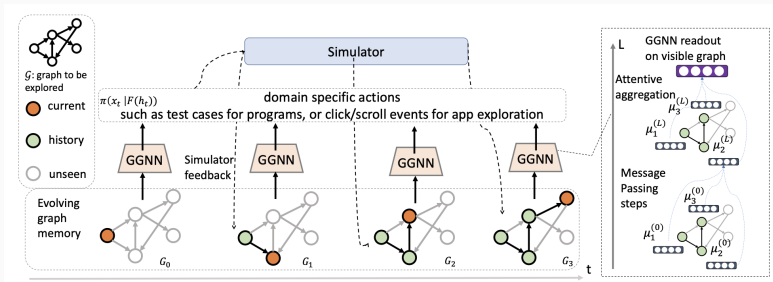 𝒢: graph to be
explored
current
history
unseen
Simulator
π(x_t |F(h_t))
domain specific actions
such as test cases for programs, or click/scroll events for app exploration
GGNN
GGNN
GGNN
GGNN
Simulator
feedback
Evolving
graph
memory
G_0
G_1
G_2
G_3
t
L
GGNN readout
on visible graph
Attentive
aggregation
μ_3^(L)
μ_1^(L)
μ_2^(L)
Message
Passing
steps
μ_3^(0)
μ_1^(0)
μ_2^(0)